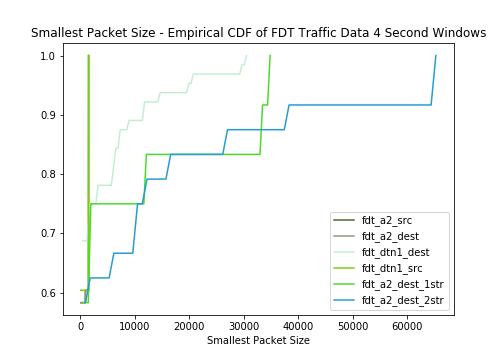 Smallest Packet Size - Empirical CDF of FDT Traffic Data 4 Second Windows
1.0
0.9
0.8
0.7
0.6
fdt_a2_src
fdt_a2_dest
fdt_dtn1_dest
fdt_dtn1_src
fdt_a2_dest_1str
fdt_a2_dest_2str
0 10000 20000 30000 40000 50000 60000
Smallest Packet Size